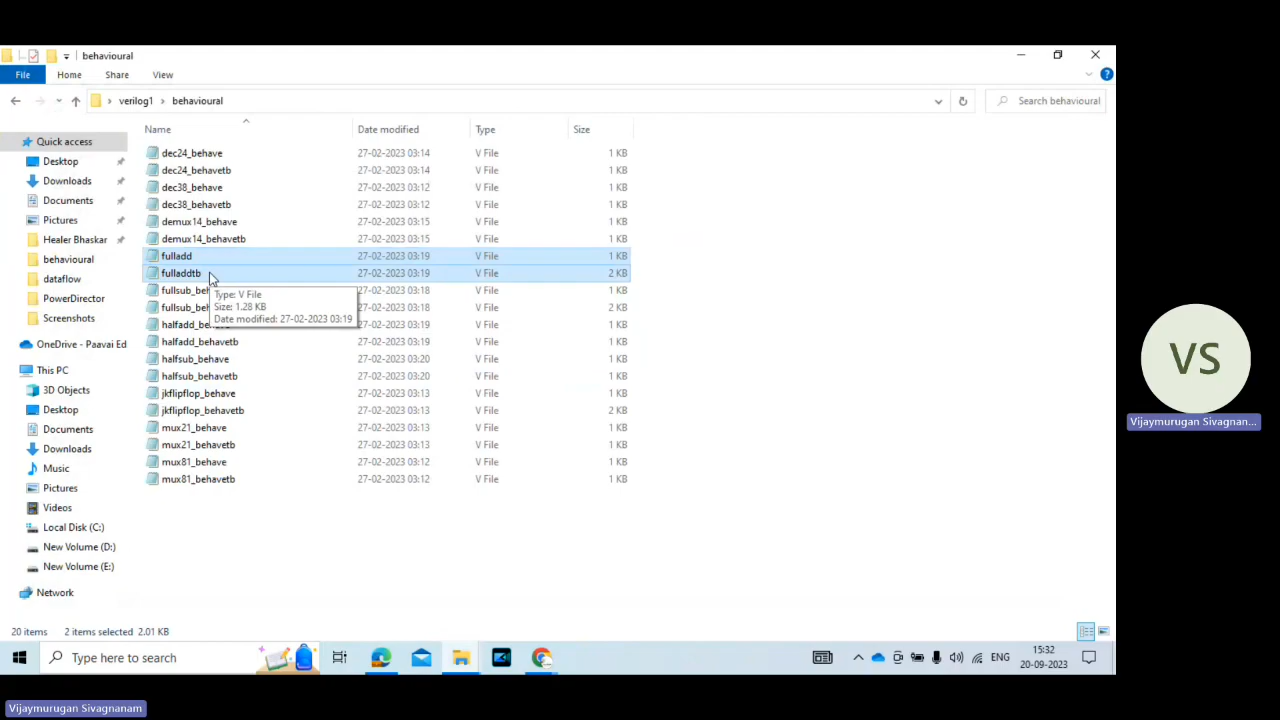 behavioural
File Home Share View
verilog1 behavioural
Search behavioural
Name Date modified Type Size
Quick access
Desktop
Downloads
Documents
Pictures
Healer Bhaskar
behavioural
dataflow
PowerDirector
Screenshots
OneDrive - Paavai Ed
This PC
3D Objects
Desktop
Documents
Downloads
Music
Pictures
Videos
Local Disk (C:)
New Volume (D:)
New Volume (E:)
Network
dec24_behave 27-02-2023 03:14 V File 1 KB
dec24_behavetb 27-02-2023 03:14 V File 1 KB
dec38_behave 27-02-2023 03:12 V File 1 KB
dec38_behavetb 27-02-2023 03:12 V File 1 KB
demux14_behave 27-02-2023 03:15 V File 1 KB
demux14_behavetb 27-02-2023 03:15 V File 1 KB
fulladd 27-02-2023 03:19 V File 1 KB
fulladdtb 27-02-2023 03:19 V File 2 KB
27-02-2023 03:18 V File 1 KB
27-02-2023 03:18 V File 2 KB
27-02-2023 03:19 V File 1 KB
halfadd_behavetb 27-02-2023 03:19 V File 1 KB
halfsub_behave 27-02-2023 03:20 V File 1 KB
halfsub_behavetb 27-02-2023 03:20 V File 1 KB
jkflipflop_behave 27-02-2023 03:13 V File 1 KB
jkflipflop_behavetb 27-02-2023 03:13 V File 2 KB
mux21_behave 27-02-2023 03:13 V File 1 KB
mux21_behavetb 27-02-2023 03:13 V File 1 KB
mux81_behave 27-02-2023 03:12 V File 1 KB
mux81_behavetb 27-02-2023 03:12 V File 1 KB
Type: V File
Size: 1.28 KB
Date modified: 27-02-2023 03:19
20 items 2 items selected 2.01 KB
Type here to search
ENG
15:32
20-09-2023
VS
Vijaymurugan Sivagnan...
Vijaymurugan Sivagnanam